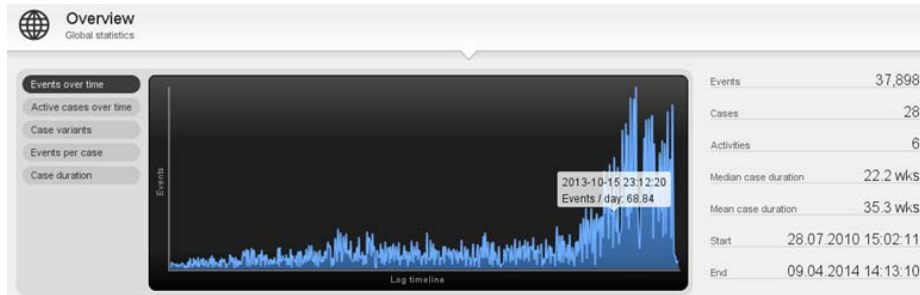 Overview
Global statistics
Events over time
Active cases over time
Case variants
Events per case
Case duration
Events
2013-10-15 23:12:20
Events / day: 68.84
Log timeline
Events 37,898
Cases 28
Activities 6
Median case duration 22.2 wks
Mean case duration 35.3 wks
Start 28.07.2010 15:02:11
End 09.04.2014 14:13:10